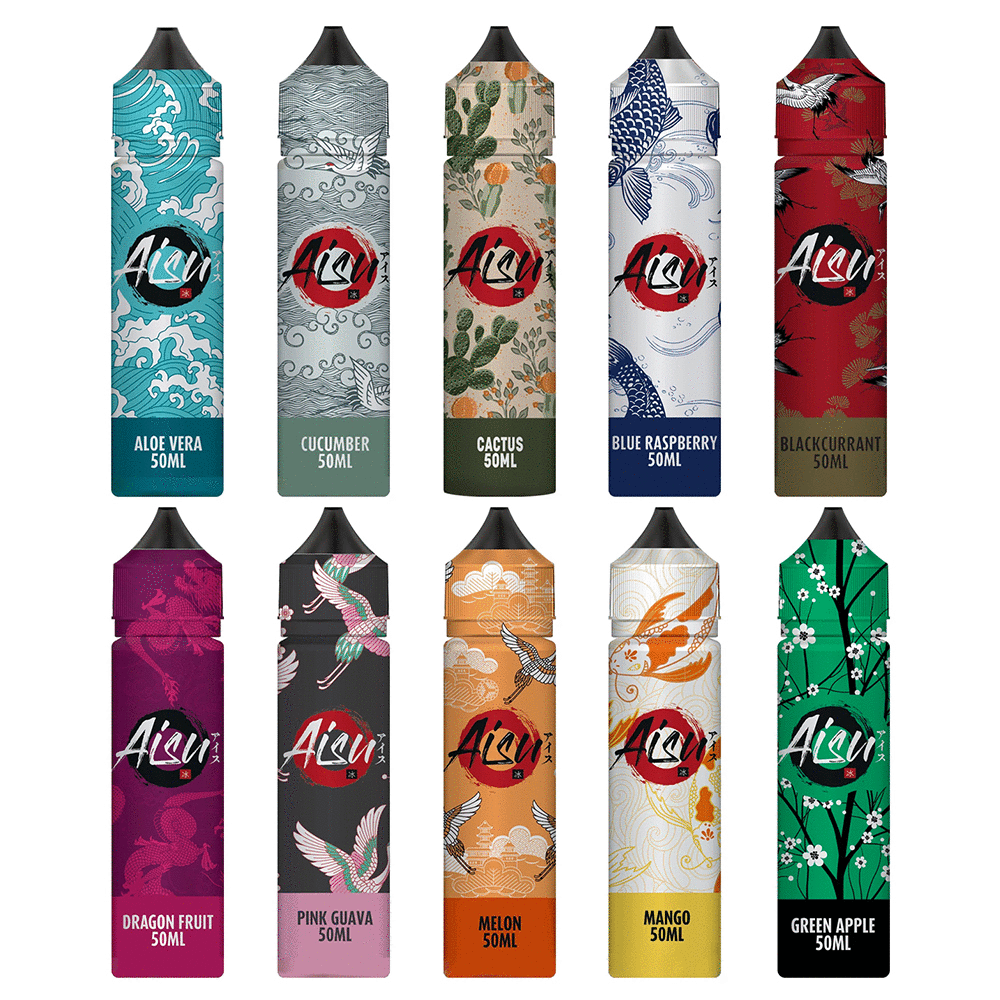 Aisu
アイス
氷
ALOE VERA
50ML
Aisu
アイス
氷
CUCUMBER
50ML
Aisu
アイス
氷
CACTUS
50ML
Aisu
アイス
氷
BLUE RASPBERRY
50ML
Aisu
アイス
氷
BLACKCURRANT
50ML
Aisu
アイス
氷
DRAGON FRUIT
50ML
Aisu
アイス
氷
PINK GUAVA
50ML
Aisu
アイス
氷
MELON
50ML
Aisu
アイス
氷
MANGO
50ML
Aisu
アイス
氷
GREEN APPLE
50ML